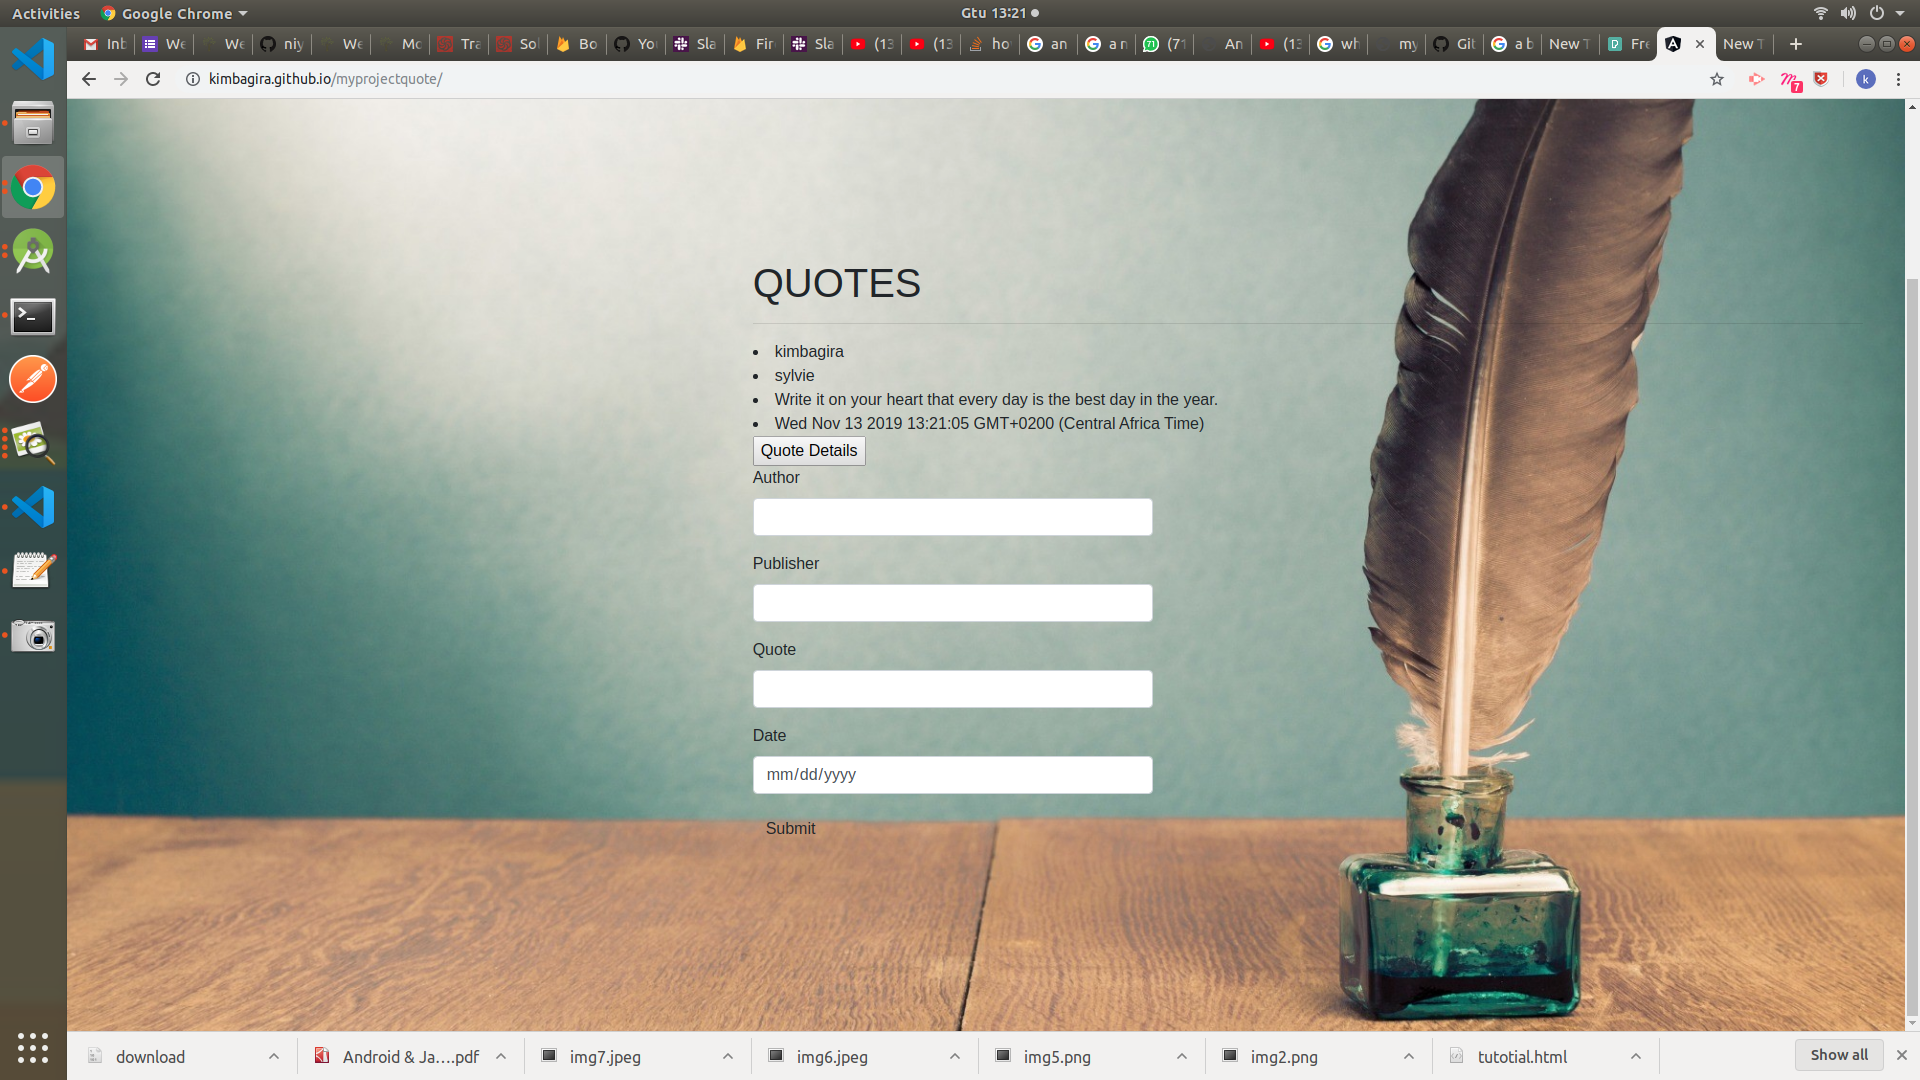 Activities
Google Chrome
Gtu 13:21
Inb
We
We
niy
We
Mo
Tra
Sol
Bo
You
Sla
Fire
Sla
(13
(13
ho
an
a n
(71
An
(13
wh
my
Git
a b
New T
Fre
New T
kimbagira.github.io/myprojectquote/
7
k
QUOTES
kimbagira
sylvie
Write it on your heart that every day is the best day in the year.
Wed Nov 13 2019 13:21:05 GMT+0200 (Central Africa Time)
Quote Details
Author
Publisher
Quote
Date
mm/dd/yyyy
Submit
download
Android & Ja....pdf
img7.jpeg
img6.jpeg
img5.png
img2.png
tutotial.html
Show all